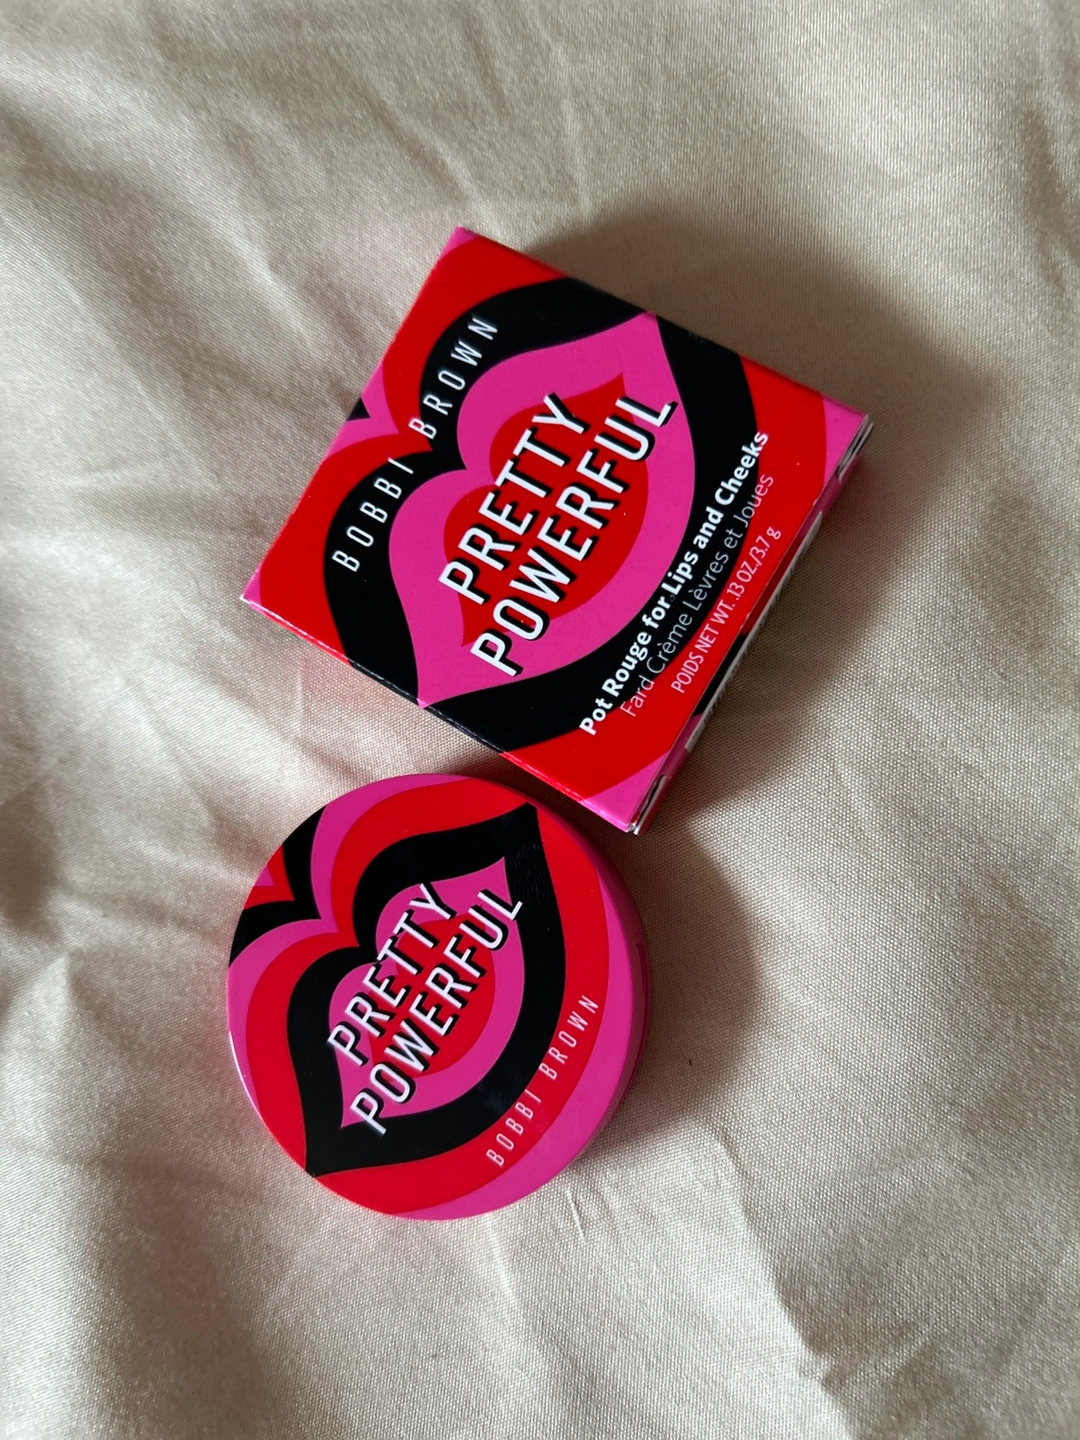 BOBBI BROWN
PRETTY
POWERFUL
Pot Rouge for Lips and Cheeks
Fard Crème Lèvres et Joues
POIDS NET WT. .13 OZ./3.7 g
PRETTY
POWERFUL
BOBBI BROWN